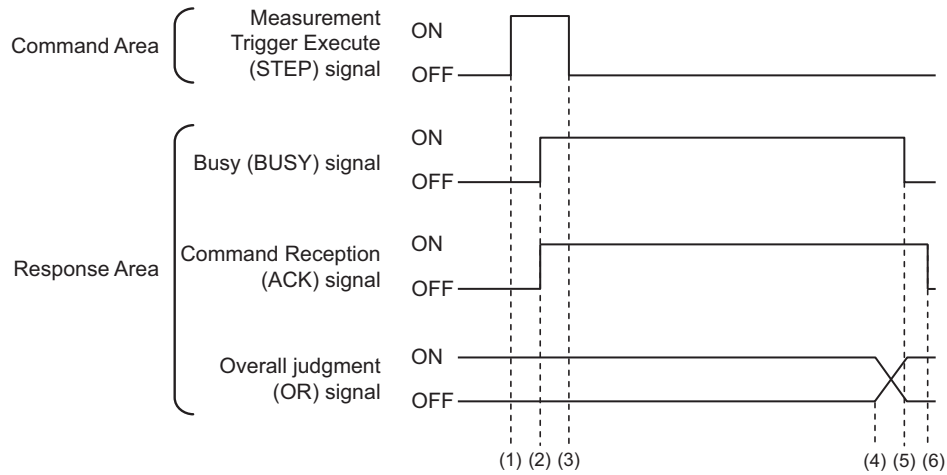 Command Area
Measurement
Trigger Execute
(STEP) signal
ON
OFF
Response Area
Busy (BUSY) signal
ON
OFF
Command Reception
(ACK) signal
ON
OFF
Overall judgment
(OR) signal
ON
OFF
(1) (2) (3) (4) (5) (6)